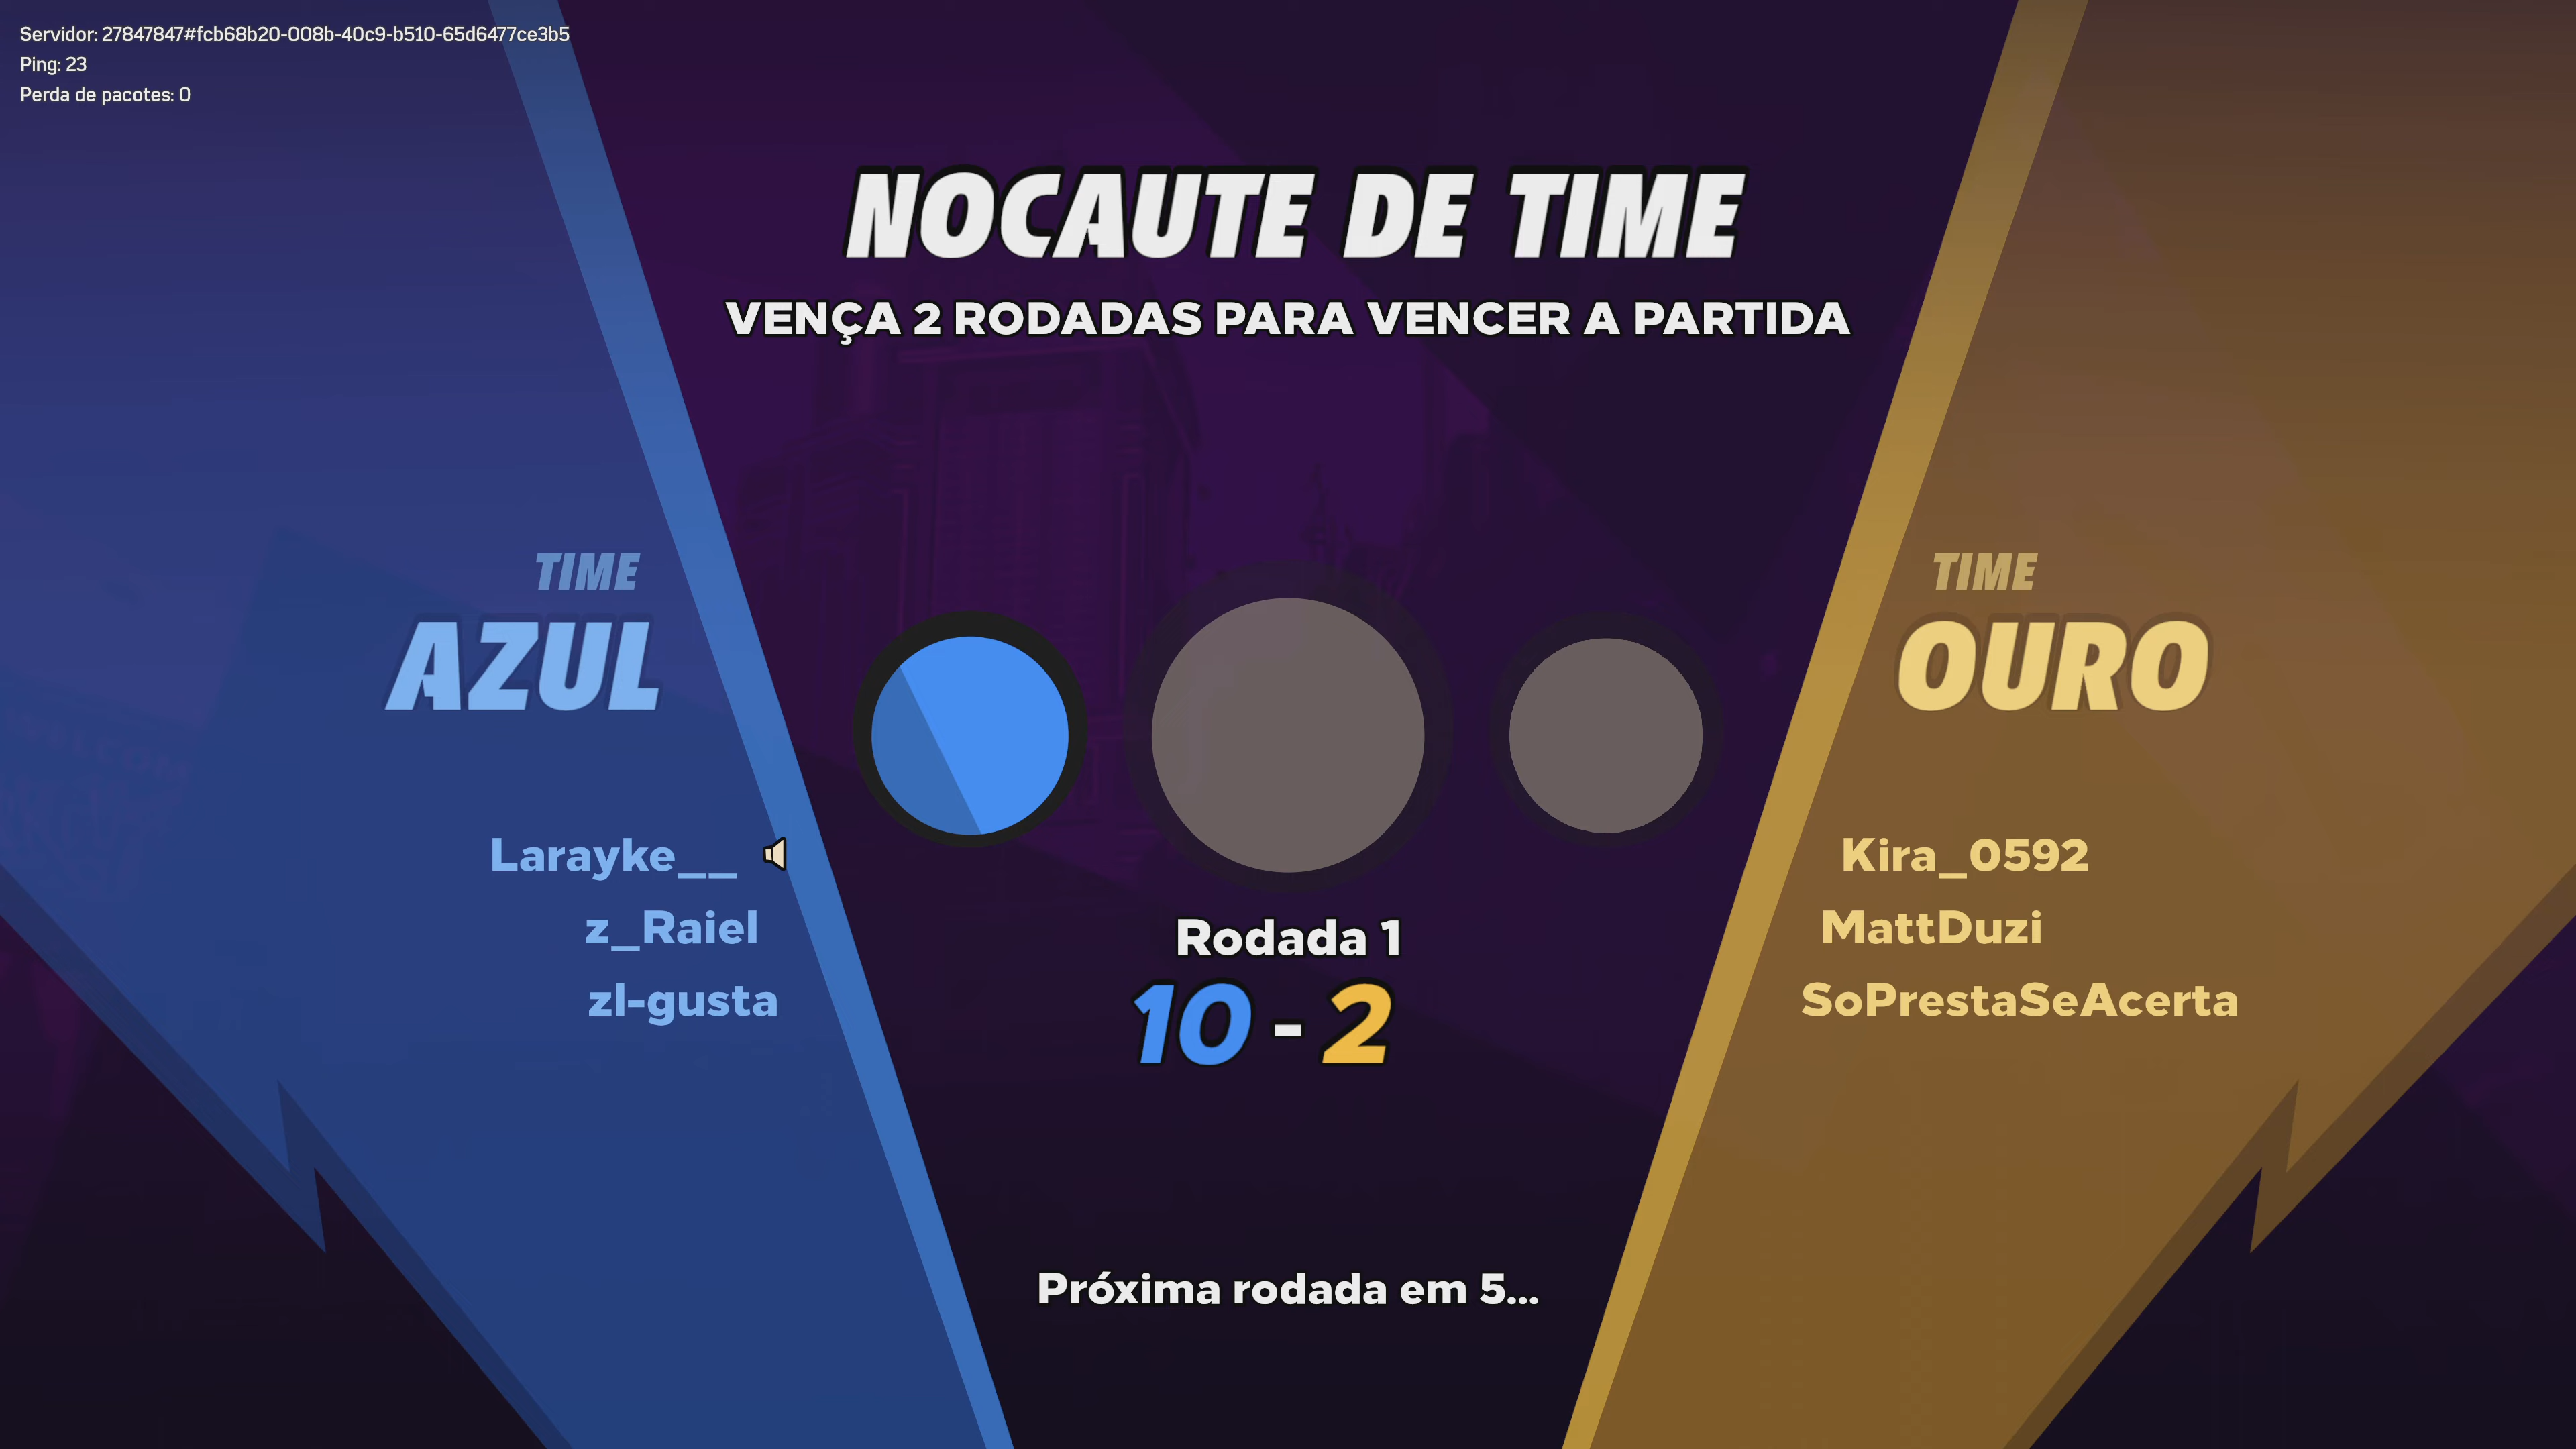 Servidor: 27847847#fcb68b20-008b-40c9-b510-65d6477ce3b5
Ping: 23
Perda de pacotes: 0
NOCAUTE DE TIME
VENÇA 2 RODADAS PARA VENCER A PARTIDA
TIME
AZUL
Larayke__
z_Raiel
zl-gusta
Rodada 1
10 - 2
Próxima rodada em 5...
TIME
OURO
Kira_0592
MattDuzi
SoPrestaSeAcerta